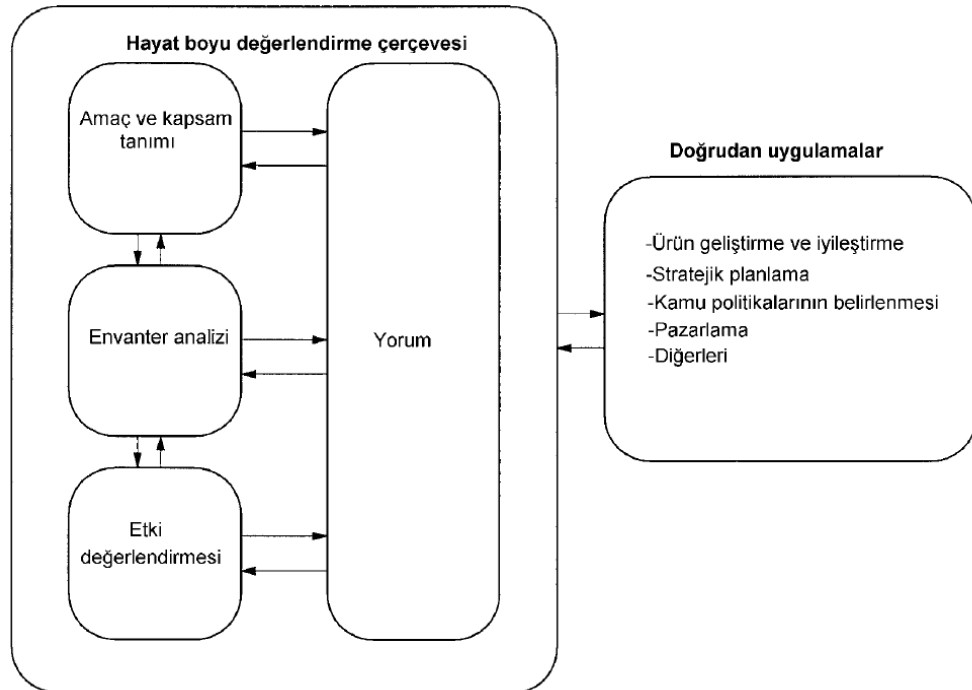 Hayat boyu değerlendirme çerçevesi
Amaç ve kapsam
tanımı
Envanter analizi
Etki
değerlendirmesi
Yorum
Doğrudan uygulamalar
-Ürün geliştirme ve iyileştirme
-Stratejik planlama
-Kamu politikalarının belirlenmesi
-Pazarlama
-Diğerleri